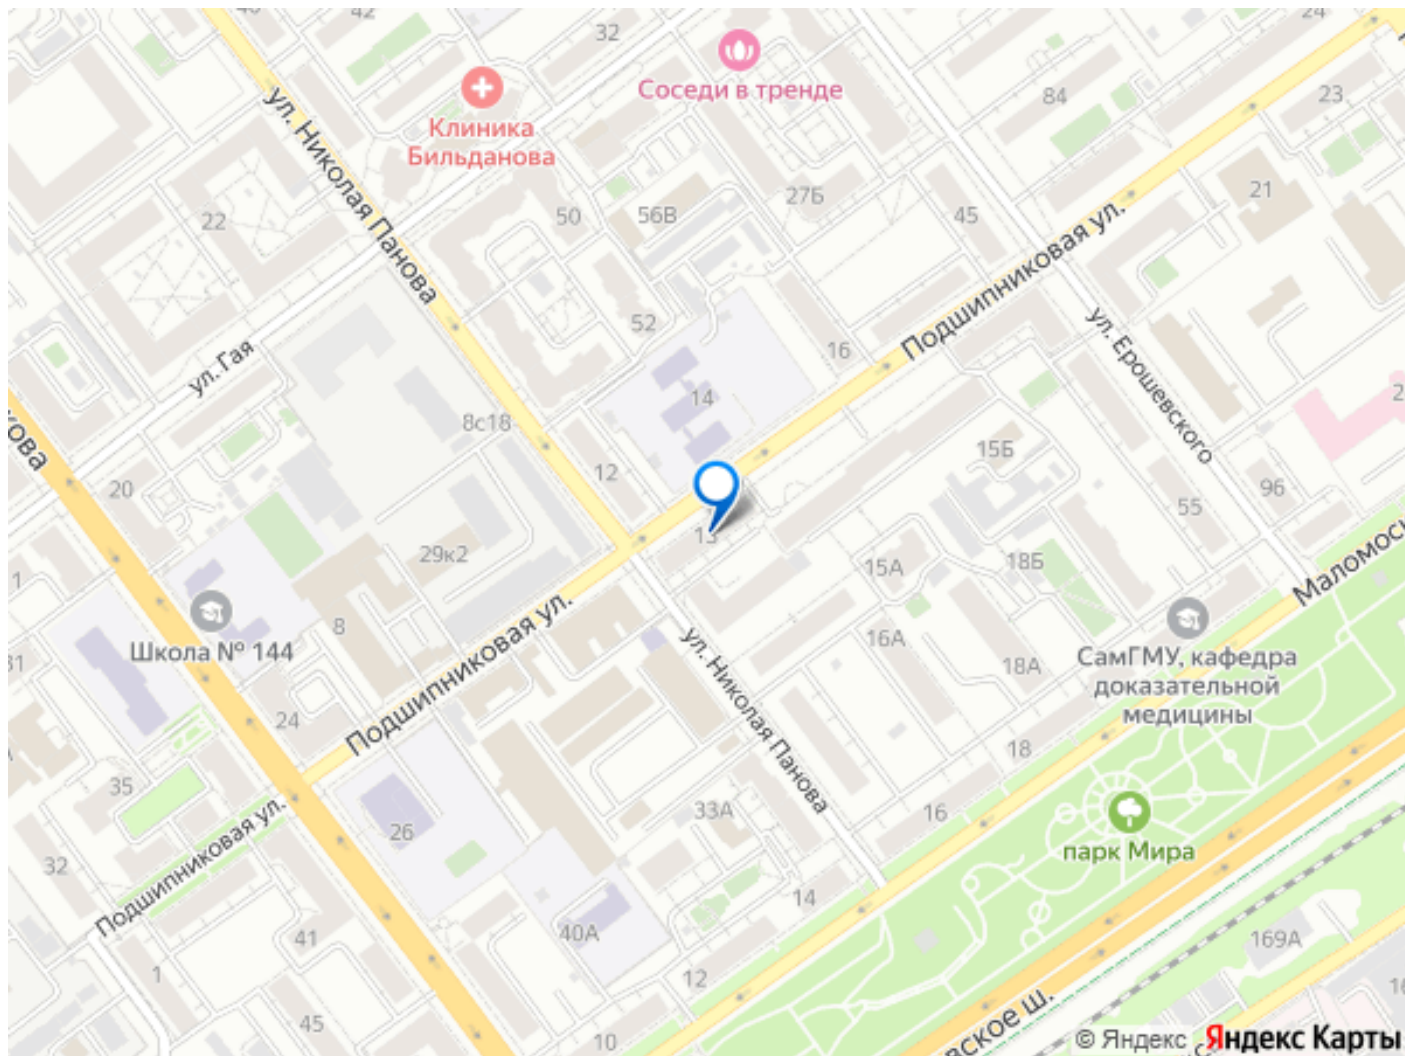 42
32
24
Соседи в тренде
84
23
ул. Николая Панова
Клиника
Бильданова
22
50
56В
27Б
45
21
Подшипниковая ул.
52
16
ул. Гая
8с18
14
ул. Ерошевского
12
15Б
20
96
55
13
29к2
15А
18Б
Маломоск
1
8
Школа № 144
16А
18А
СамГМУ, кафедра
доказательной
медицины
31
24
Подшипниковая ул.
ул. Николая Панова
18
35
26
33А
16
парк Мира
32
Подшипниковая ул.
14
41
40А
169А
1
12
45
10
вское ш.
© Яндекс Яндекс Карты